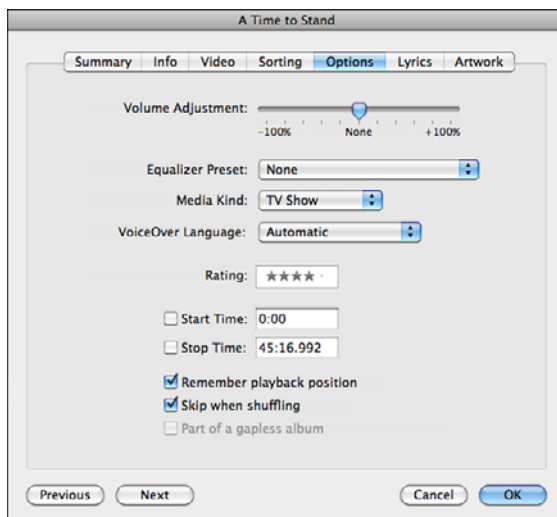 A Time to Stand
Summary Info Video Sorting Options Lyrics Artwork
Volume Adjustment:
-100% None +100%
Equalizer Preset: None
Media Kind: TV Show
VoiceOver Language: Automatic
Rating: ★★★★ ·
Start Time: 0:00
Stop Time: 45:16.992
Remember playback position
Skip when shuffling
Part of a gapless album
Previous Next Cancel OK